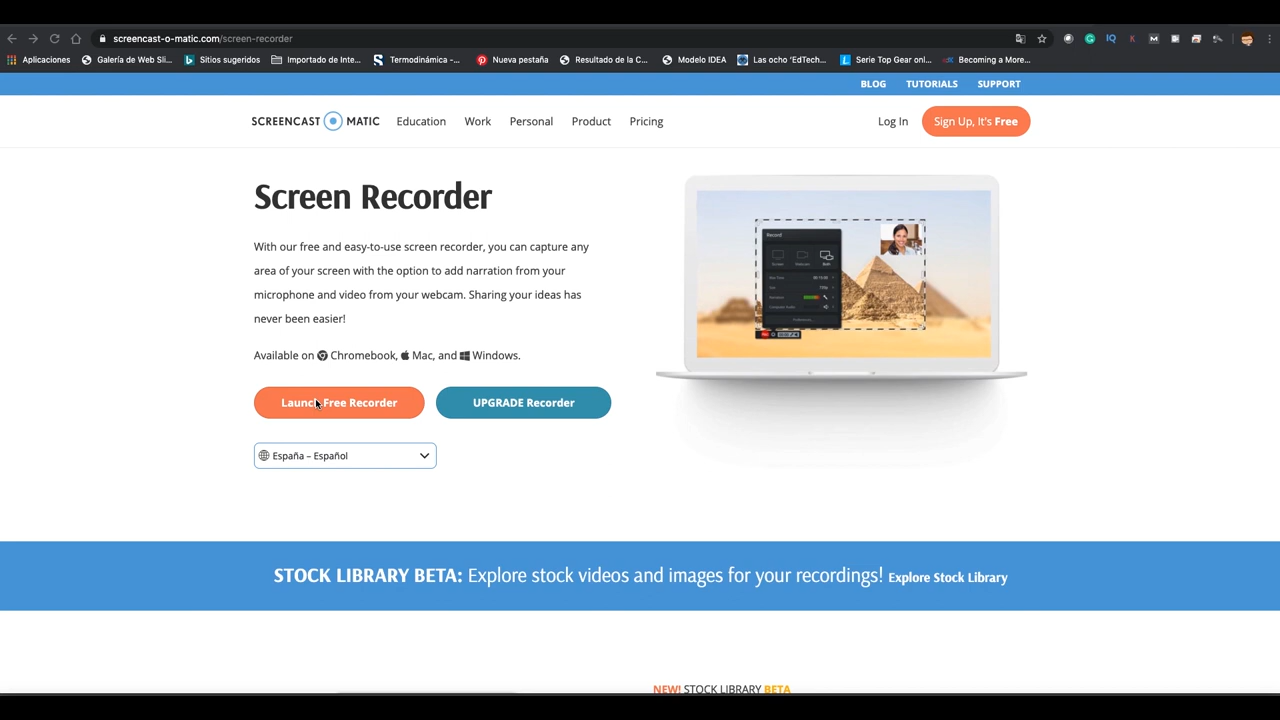 screencast-o-matic.com/screen-recorder
Aplicaciones
Galería de Web Sli...
Sitios sugeridos
Importado de Inte...
Termodinámica -...
Nueva pestaña
Resultado de la C...
Modelo IDEA
Las ocho 'EdTech...
Serie Top Gear onl...
Becoming a More...
BLOG TUTORIALS SUPPORT
SCREENCAST O MATIC
Education Work Personal Product Pricing
Log In
Sign Up, It's Free
Screen Recorder
With our free and easy-to-use screen recorder, you can capture any
area of your screen with the option to add narration from your
microphone and video from your webcam. Sharing your ideas has
never been easier!
Available on Chromebook, Mac, and Windows.
Launch Free Recorder
UPGRADE Recorder
España – Español
Record
STOCK LIBRARY BETA: Explore stock videos and images for your recordings! Explore Stock Library
NEW! STOCK LIBRARY BETA